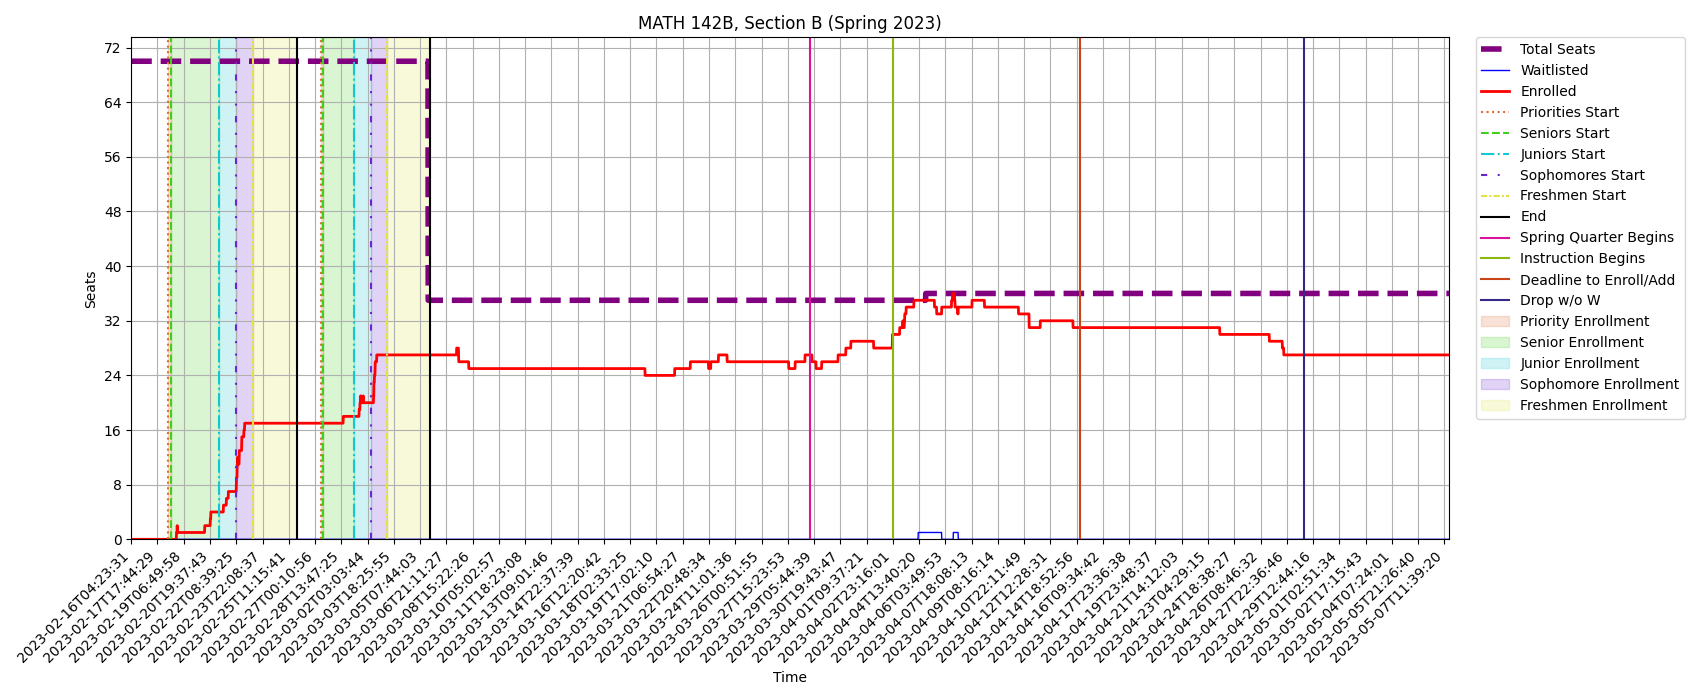 MATH 142B, Section B (Spring 2023)
72
64
56
48
40
32
24
16
8
0
Seats
2023-02-16T04:23:31
2023-02-17T17:44:29
2023-02-19T06:49:58
2023-02-20T19:37:43
2023-02-22T08:39:25
2023-02-23T22:08:37
2023-02-25T11:15:41
2023-02-27T00:10:56
2023-02-28T13:47:25
2023-03-02T03:03:44
2023-03-03T18:25:55
2023-03-05T07:44:03
2023-03-06T21:11:27
2023-03-08T15:22:26
2023-03-10T05:02:57
2023-03-11T18:23:08
2023-03-13T09:01:46
2023-03-14T22:37:39
2023-03-16T12:20:42
2023-03-18T02:33:25
2023-03-19T17:02:10
2023-03-21T06:54:27
2023-03-22T20:48:34
2023-03-24T11:01:36
2023-03-26T00:51:55
2023-03-27T15:23:53
2023-03-29T05:44:39
2023-03-30T19:43:47
2023-04-01T09:37:21
2023-04-02T23:16:01
2023-04-04T13:40:20
2023-04-06T03:49:53
2023-04-07T18:08:13
2023-04-09T08:16:14
2023-04-10T22:11:49
2023-04-12T12:28:31
2023-04-14T18:52:56
2023-04-16T09:34:42
2023-04-17T23:36:38
2023-04-19T23:48:37
2023-04-21T14:12:03
2023-04-23T04:29:15
2023-04-24T18:38:27
2023-04-26T08:46:32
2023-04-27T22:36:46
2023-04-29T12:44:16
2023-05-01T02:51:34
2023-05-02T17:15:43
2023-05-04T07:24:01
2023-05-05T21:26:40
2023-05-07T11:39:20
Time
Total Seats
Waitlisted
Enrolled
Priorities Start
Seniors Start
Juniors Start
Sophomores Start
Freshmen Start
End
Spring Quarter Begins
Instruction Begins
Deadline to Enroll/Add
Drop w/o W
Priority Enrollment
Senior Enrollment
Junior Enrollment
Sophomore Enrollment
Freshmen Enrollment